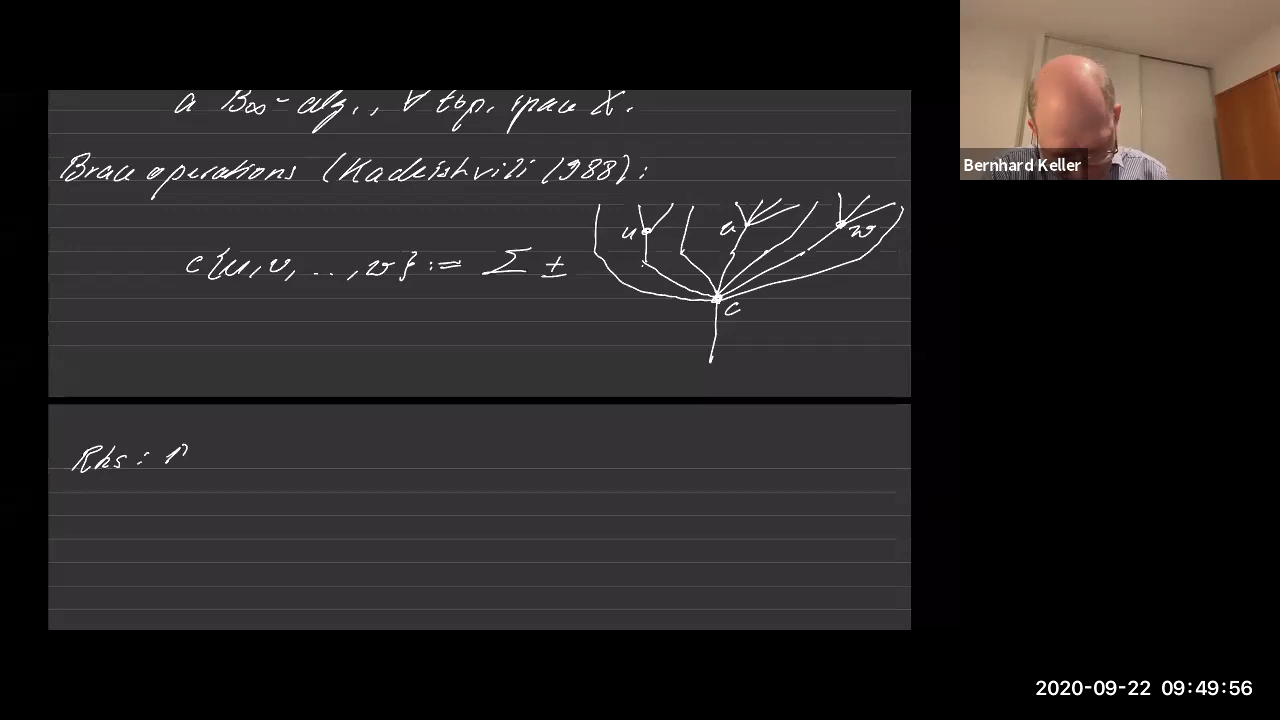 a B∞-alg., ∀ top. space X.
Brace operations (Kadeishvili 1988):
c{u,v, ..., w} := Σ ±
u a w
c
Rks: 1)
Bernhard Keller
2020-09-22 09:49:56